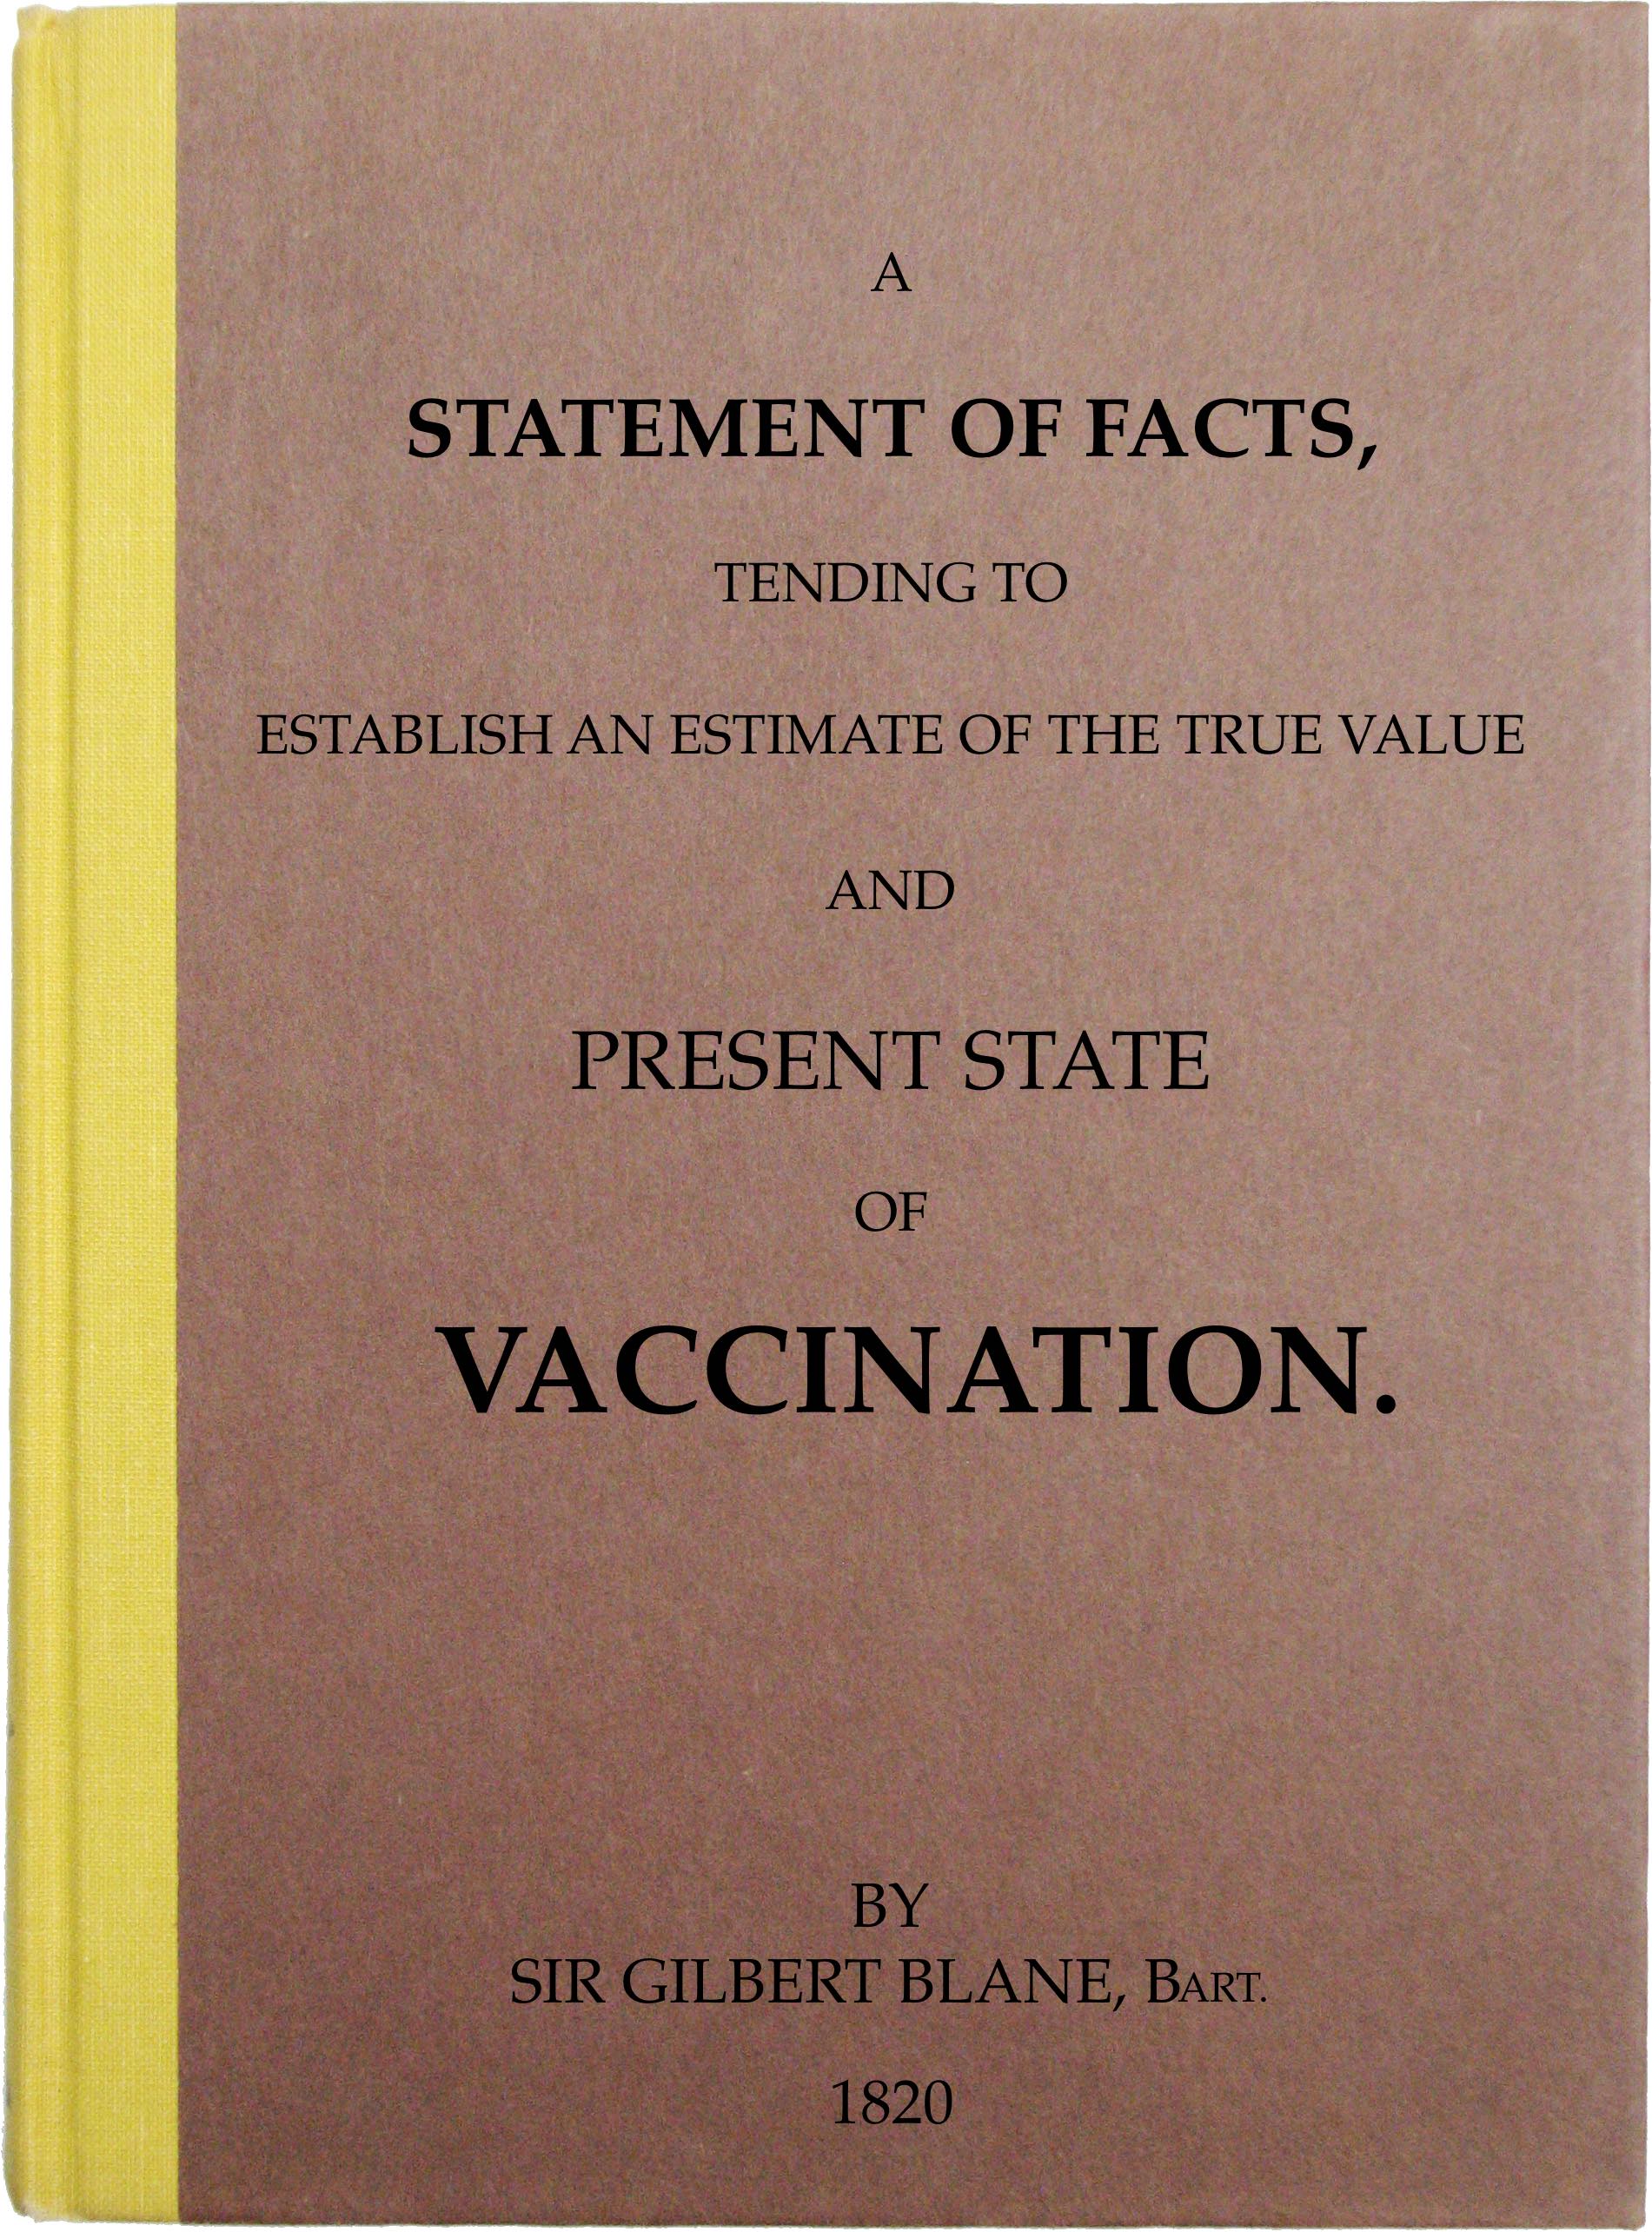 A
STATEMENT OF FACTS,
TENDING TO
ESTABLISH AN ESTIMATE OF THE TRUE VALUE
AND
PRESENT STATE
OF
VACCINATION.
BY
SIR GILBERT BLANE, BART.
1820